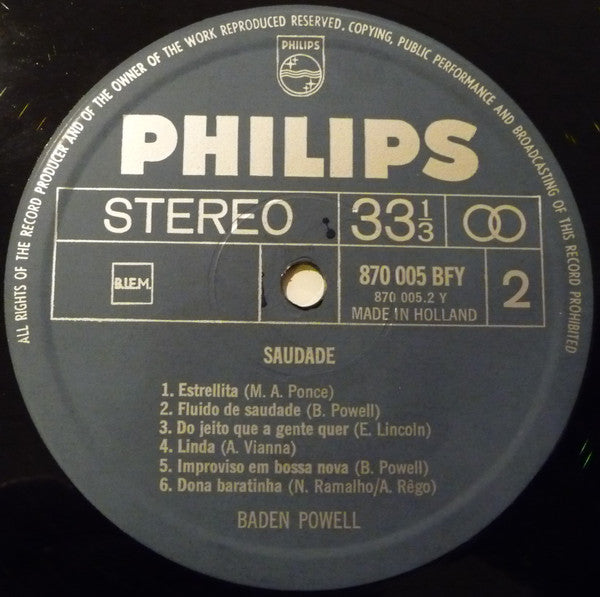 ALL RIGHTS OF THE RECORD PRODUCER AND OF THE OWNER OF THE WORK REPRODUCED RESERVED. COPYING, PUBLIC PERFORMANCE AND BROADCASTING OF THIS RECORD PROHIBITED
PHILIPS
PHILIPS
STEREO 33 1/3
B.I.E.M. 870 005 BFY 2
870 005.2 Y
MADE IN HOLLAND
SAUDADE
1. Estrellita (M. A. Ponce)
2. Fluido de saudade (B. Powell)
3. Do jeito que a gente quer (E. Lincoln)
4. Linda (A. Vianna)
5. Improviso em bossa nova (B. Powell)
6. Dona baratinha (N. Ramalho/A. Rêgo)
BADEN POWELL